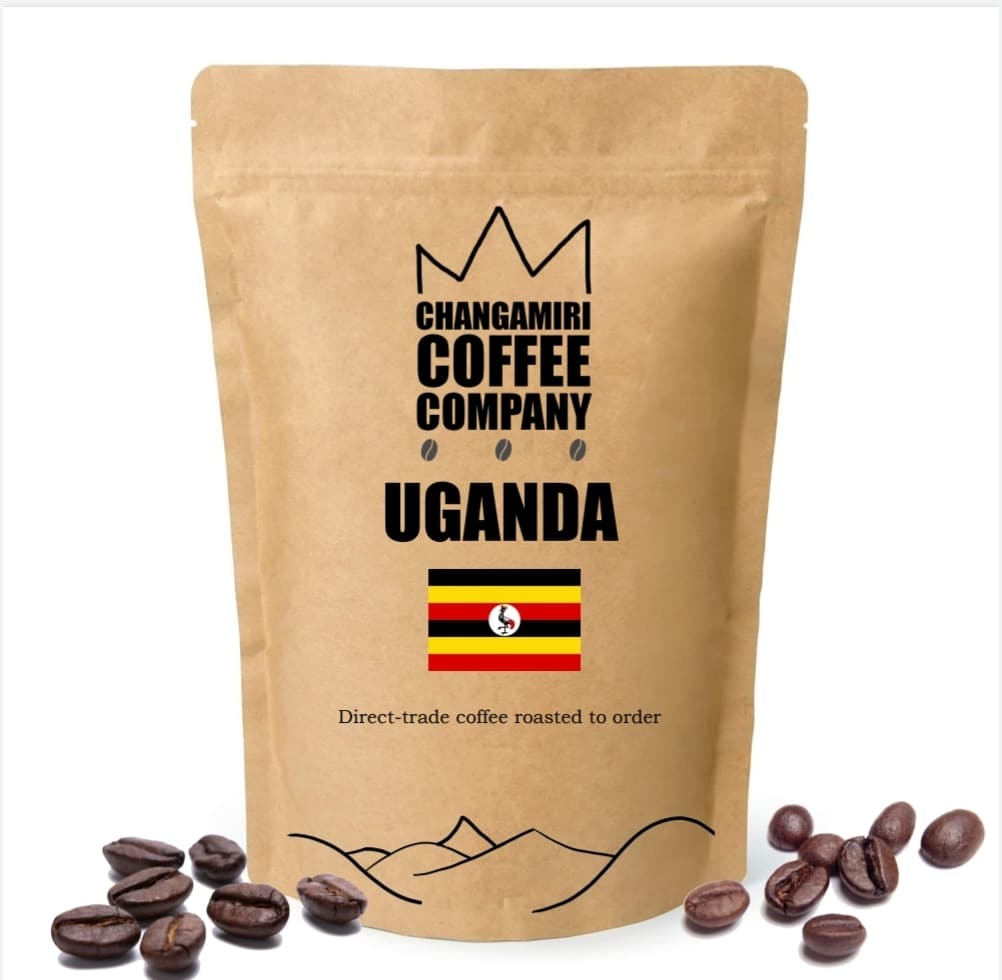 CHANGAMIRI
COFFEE
COMPANY
UGANDA
Direct-trade coffee roasted to order